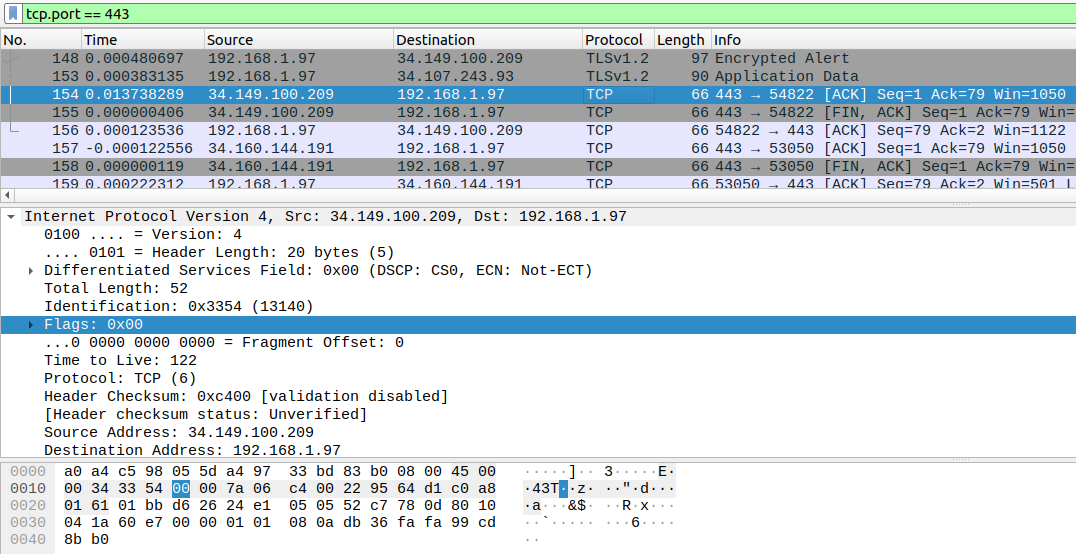 tcp.port == 443
No. Time Source Destination Protocol Length Info
148 0.000480697 192.168.1.97 34.149.100.209 TLSv1.2 97 Encrypted Alert
153 0.000383135 192.168.1.97 34.107.243.93 TLSv1.2 90 Application Data
154 0.013738289 34.149.100.209 192.168.1.97 TCP 66 443 → 54822 [ACK] Seq=1 Ack=79 Win=1050
155 0.000000406 34.149.100.209 192.168.1.97 TCP 66 443 → 54822 [FIN, ACK] Seq=1 Ack=79 Win=
156 0.000123536 192.168.1.97 34.149.100.209 TCP 66 54822 → 443 [ACK] Seq=79 Ack=2 Win=1122
157 -0.000122556 34.160.144.191 192.168.1.97 TCP 66 443 → 53050 [ACK] Seq=1 Ack=79 Win=1050
158 0.000000119 34.160.144.191 192.168.1.97 TCP 66 443 → 53050 [FIN, ACK] Seq=1 Ack=79 Win=
159 0.000222312 192.168.1.97 34.160.144.191 TCP 66 53050 → 443 [ACK] Seq=79 Ack=2 Win=501 L
Internet Protocol Version 4, Src: 34.149.100.209, Dst: 192.168.1.97
0100 .... = Version: 4
.... 0101 = Header Length: 20 bytes (5)
Differentiated Services Field: 0x00 (DSCP: CS0, ECN: Not-ECT)
Total Length: 52
Identification: 0x3354 (13140)
Flags: 0x00
...0 0000 0000 0000 = Fragment Offset: 0
Time to Live: 122
Protocol: TCP (6)
Header Checksum: 0xc400 [validation disabled]
[Header checksum status: Unverified]
Source Address: 34.149.100.209
Destination Address: 192.168.1.97
0000 a0 a4 c5 98 05 5d a4 97 33 bd 83 b0 08 00 45 00 ·····]·· 3·····E·
0010 00 34 33 54 00 00 7a 06 c4 00 22 95 64 d1 c0 a8 ·43T··z· ··"·d···
0020 01 61 01 bb d6 26 24 e1 05 05 52 c7 78 0d 80 10 ·a···&$· ··R·x···
0030 04 1a 60 e7 00 00 01 01 08 0a db 36 fa fa 99 cd ··`····· ···6····
0040 8b b0 ··